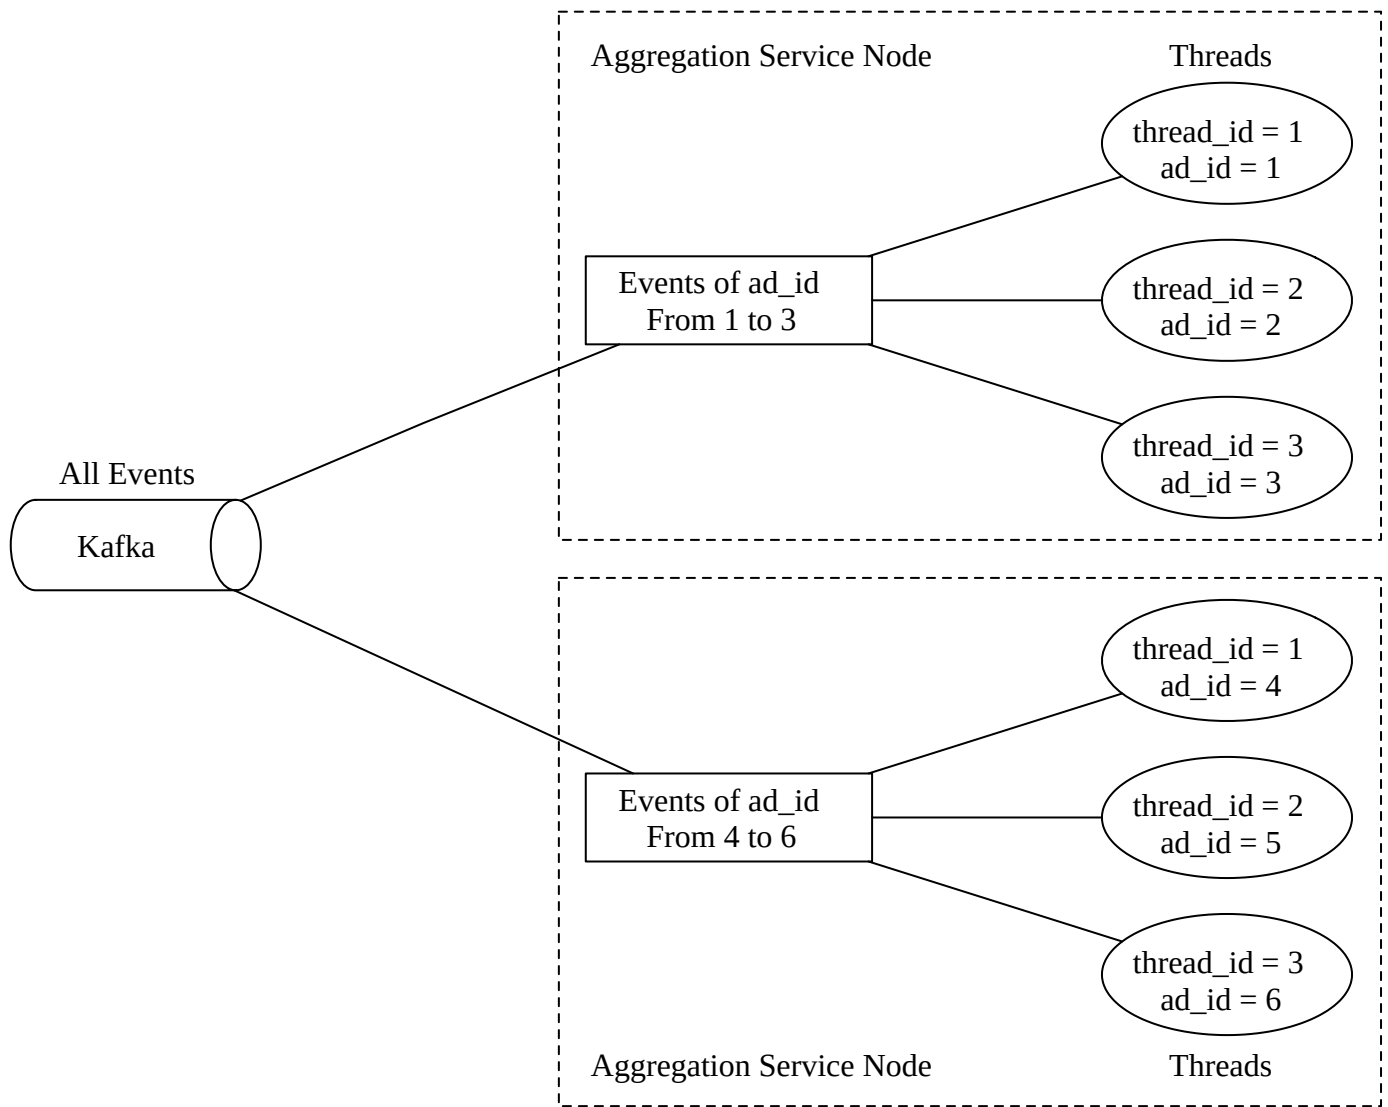 Aggregation Service Node
Threads
thread_id = 1
ad_id = 1
Events of ad_id
From 1 to 3
thread_id = 2
ad_id = 2
thread_id = 3
ad_id = 3
All Events
Kafka
thread_id = 1
ad_id = 4
Events of ad_id
From 4 to 6
thread_id = 2
ad_id = 5
thread_id = 3
ad_id = 6
Aggregation Service Node
Threads